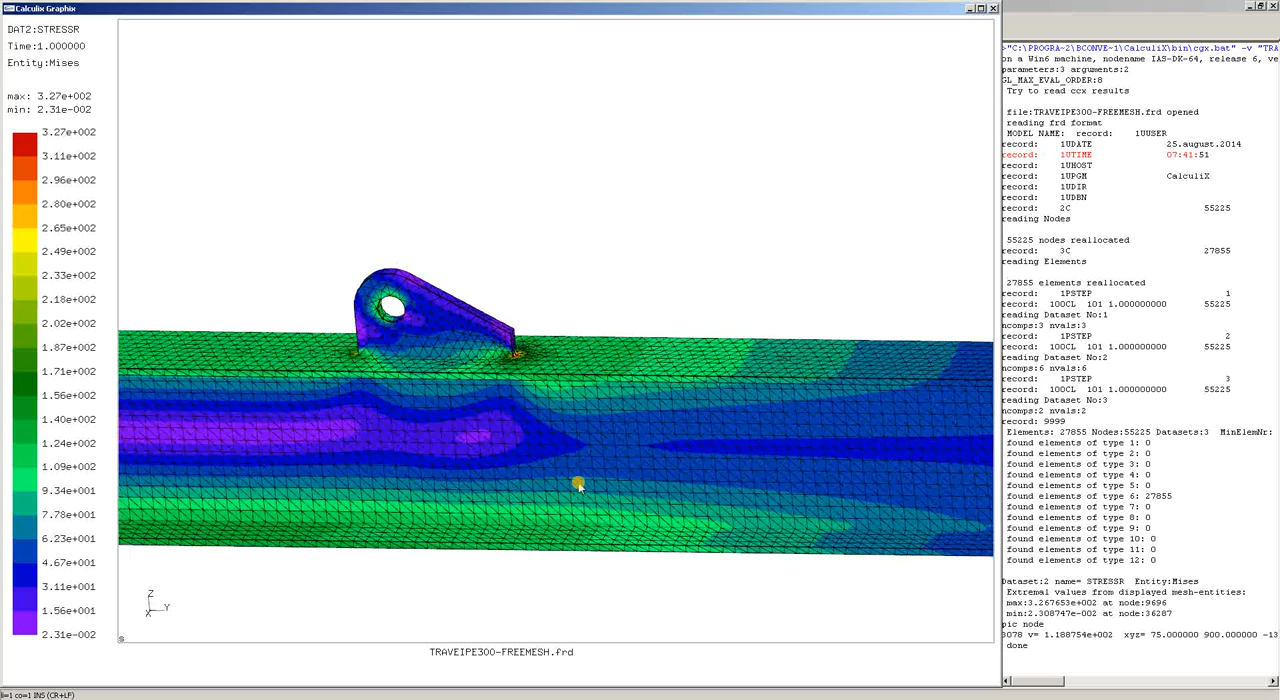 Calculix Graphix
DAT2:STRESSR
Time:1.000000
Entity:Mises
max: 3.27e+002
min: 2.31e-002
3.27e+002
3.11e+002
2.96e+002
2.80e+002
2.65e+002
2.49e+002
2.33e+002
2.18e+002
2.02e+002
1.87e+002
1.71e+002
1.56e+002
1.40e+002
1.24e+002
1.09e+002
9.34e+001
7.78e+001
6.23e+001
4.67e+001
3.11e+001
1.56e+001
2.31e-002
Z
Y
X
s
TRAVEIPE300-FREEMESH.frd
>"C:\PROGRA~2\BCONVE~1\CalculiX\bin\cgx.bat" -v "TRA
on a Win6 machine, nodename IAS-DK-64, release 6, ve
parameters:3 arguments:2
GL_MAX_EVAL_ORDER:8
Try to read ccx results
file:TRAVEIPE300-FREEMESH.frd opened
reading frd format
MODEL NAME: record: 1UUSER
record: 1UDATE 25.august.2014
record: 1UTIME 07:41:51
record: 1UHOST
record: 1UPGM CalculiX
record: 1UDIR
record: 1UDBN
record: 2C 55225
reading Nodes
55225 nodes reallocated
record: 3C 27855
reading Elements
27855 elements reallocated
record: 1PSTEP 1
record: 100CL 101 1.000000000 55225
reading Dataset No:1
ncomps:3 nvals:3
record: 1PSTEP 2
record: 100CL 101 1.000000000 55225
reading Dataset No:2
ncomps:6 nvals:6
record: 1PSTEP 3
record: 100CL 101 1.000000000 55225
reading Dataset No:3
ncomps:2 nvals:2
record: 9999
Elements: 27855 Nodes:55225 Datasets:3 MinElemNr:
found elements of type 1: 0
found elements of type 2: 0
found elements of type 3: 0
found elements of type 4: 0
found elements of type 5: 0
found elements of type 6: 27855
found elements of type 7: 0
found elements of type 8: 0
found elements of type 9: 0
found elements of type 10: 0
found elements of type 11: 0
found elements of type 12: 0
Dataset:2 name= STRESSR Entity:Mises
Extremal values from displayed mesh-entities:
max:3.267653e+002 at node:9696
min:2.308747e-002 at node:36287
pic node
3078 v= 1.188754e+002 xyz= 75.000000 900.000000 -13
done
li=1 co=1 INS (CR+LF)